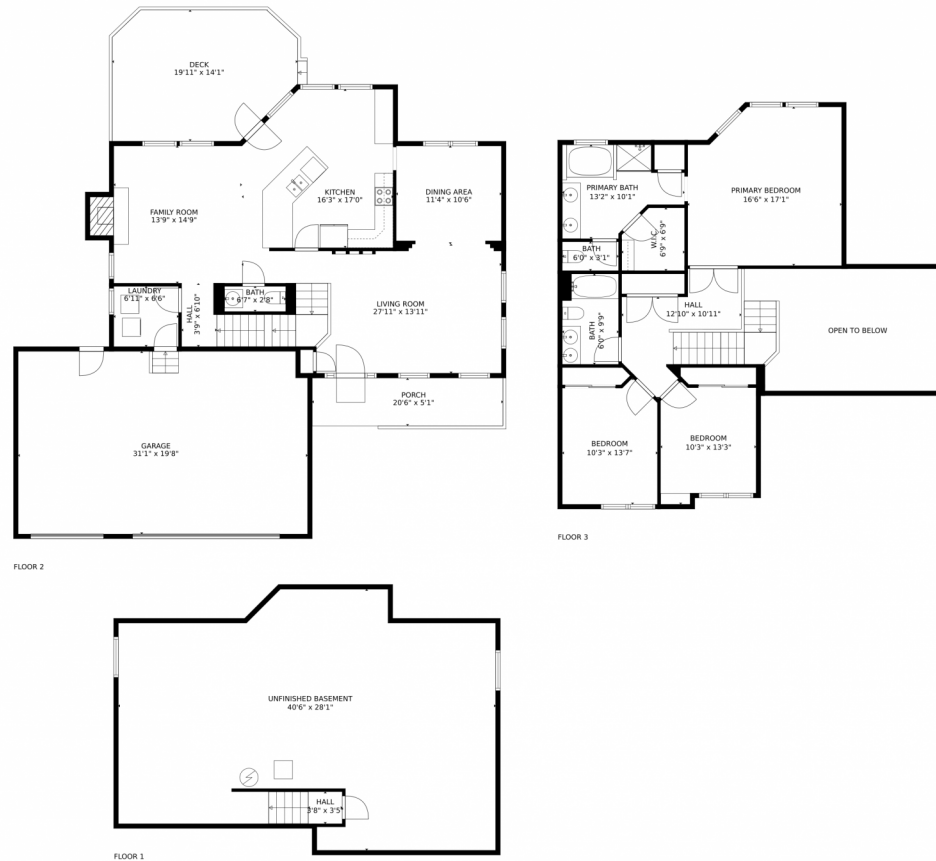 DECK
19'11" x 14'1"
KITCHEN
16'3" x 17'0"
DINING AREA
11'4" x 10'6"
FAMILY ROOM
13'9" x 14'9"
LAUNDRY
6'11" x 6'6"
HALL
3'9" x 6'10"
BATH
6'7" x 2'8"
LIVING ROOM
27'11" x 13'11"
PORCH
20'6" x 5'1"
GARAGE
31'1" x 19'8"
FLOOR 2
PRIMARY BATH
13'2" x 10'1"
PRIMARY BEDROOM
16'6" x 17'1"
W.I.C.
6'9" x 6'9"
BATH
6'0" x 3'1"
BATH
6'0" x 9'9"
HALL
12'10" x 10'11"
OPEN TO BELOW
BEDROOM
10'3" x 13'7"
BEDROOM
10'3" x 13'3"
FLOOR 3
UNFINISHED BASEMENT
40'6" x 28'1"
HALL
3'8" x 3'5"
FLOOR 1